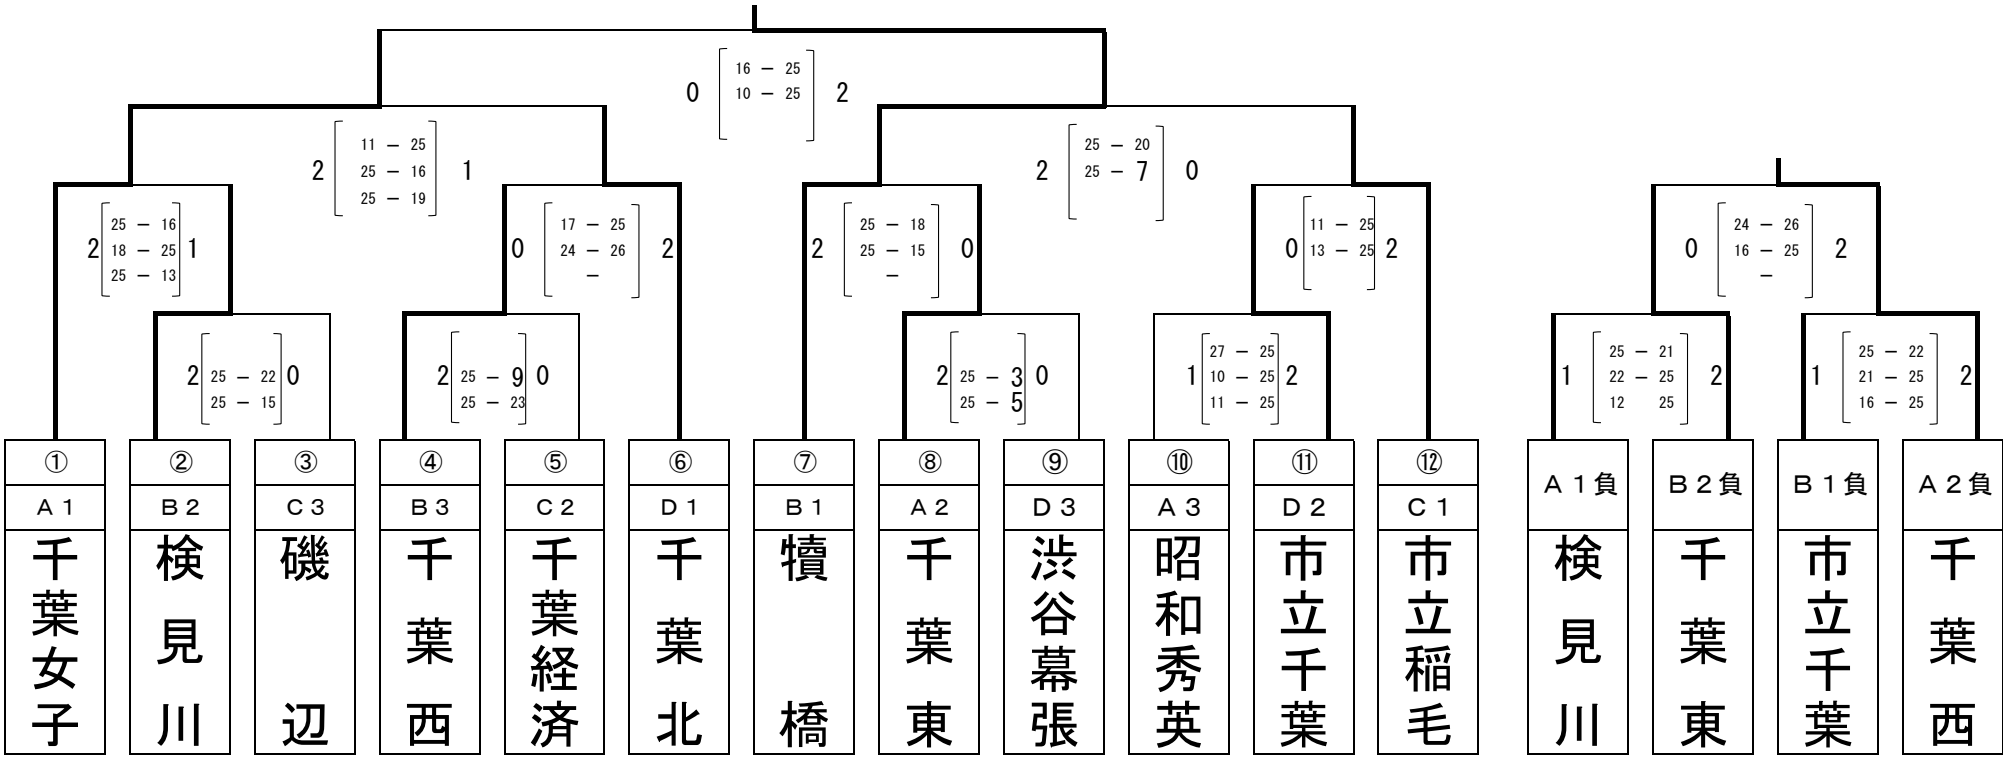 16 － 25
0 10 － 25 2
11 － 25
2 25 － 16 1
25 － 19
25 － 20
2 25 － 7 0
25 － 16
2 18 － 25 1
25 － 13
17 － 25
0 24 － 26 2
－
25 － 18
2 25 － 15 0
－
11 － 25
0 13 － 25 2
24 － 26
0 16 － 25 2
－
2 25 － 22 0
25 － 15
2 25 － 9 0
25 － 23
2 25 － 3 0
25 － 5
27 － 25
1 10 － 25 2
11 － 25
25 － 21
1 22 － 25 2
12 25
25 － 22
1 21 － 25 2
16 － 25
① ② ③ ④ ⑤ ⑥ ⑦ ⑧ ⑨ ⑩ ⑪ ⑫
Ａ１ Ｂ２ Ｃ３ Ｂ３ Ｃ２ Ｄ１ Ｂ１ Ａ２ Ｄ３ Ａ３ Ｄ２ Ｃ１
Ａ１負 Ｂ２負 Ｂ１負 Ａ２負
千葉女子
検見川
磯辺
千葉西
千葉経済
千葉北
犢橋
千葉東
渋谷幕張
昭和秀英
市立千葉
市立稲毛
検見川
千葉東
市立千葉
千葉西